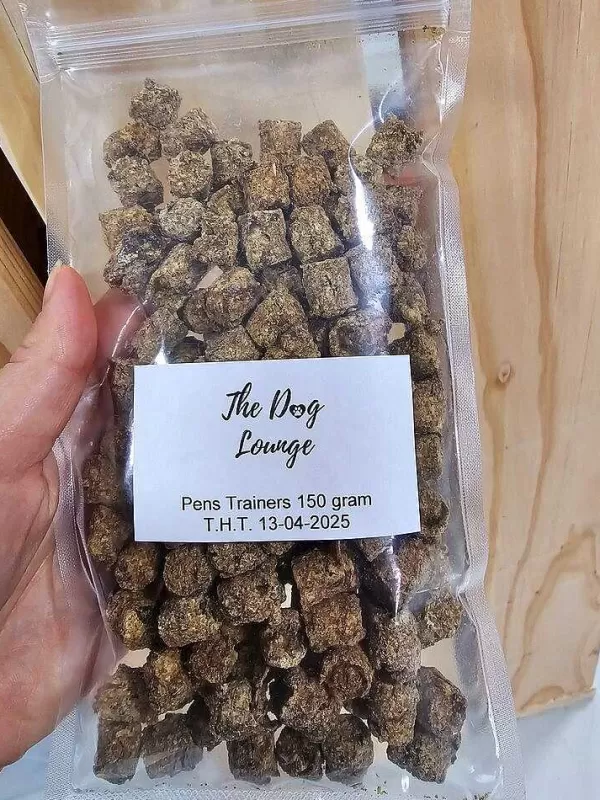 The Dog
Lounge
Pens Trainers 150 gram
T.H.T. 13-04-2025